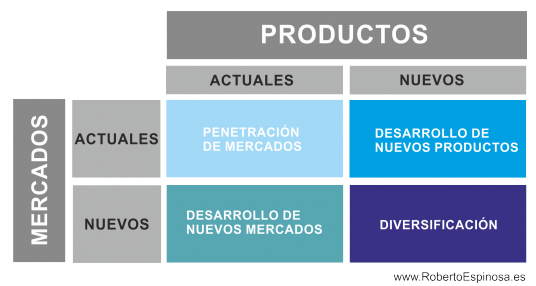 PRODUCTOS
ACTUALES
NUEVOS
MERCADOS
ACTUALES
PENETRACIÓN
DE MERCADOS
DESARROLLO DE
NUEVOS PRODUCTOS
NUEVOS
DESARROLLO DE
NUEVOS MERCADOS
DIVERSIFICACIÓN
www.RobertoEspinosa.es